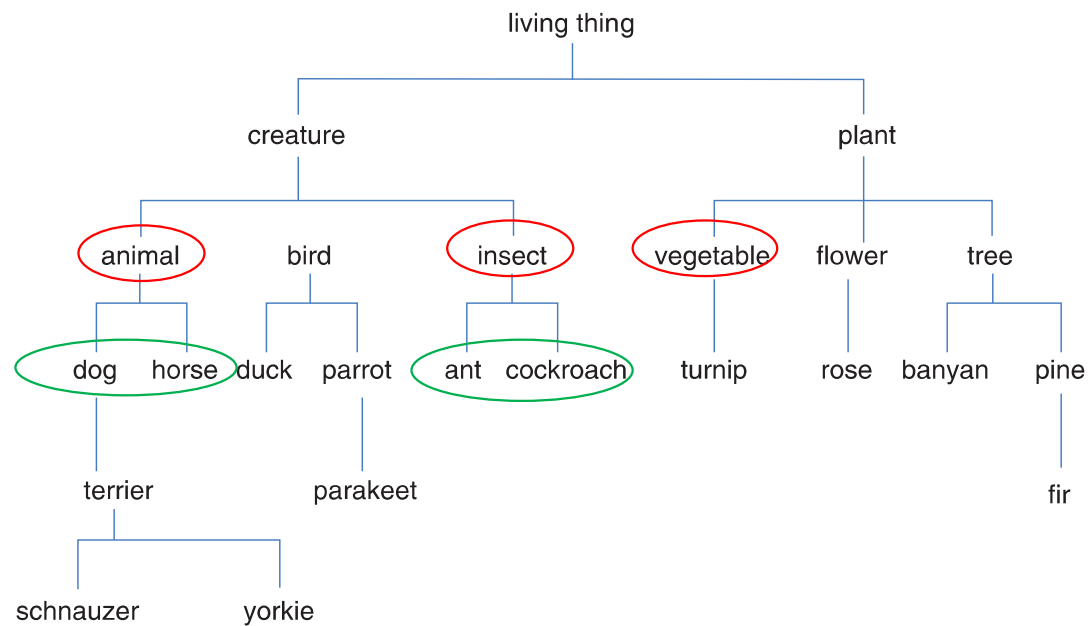 living thing
creature plant
animal bird insect vegetable flower tree
dog horse duck parrot ant cockroach turnip rose banyan pine
terrier parakeet fir
schnauzer yorkie